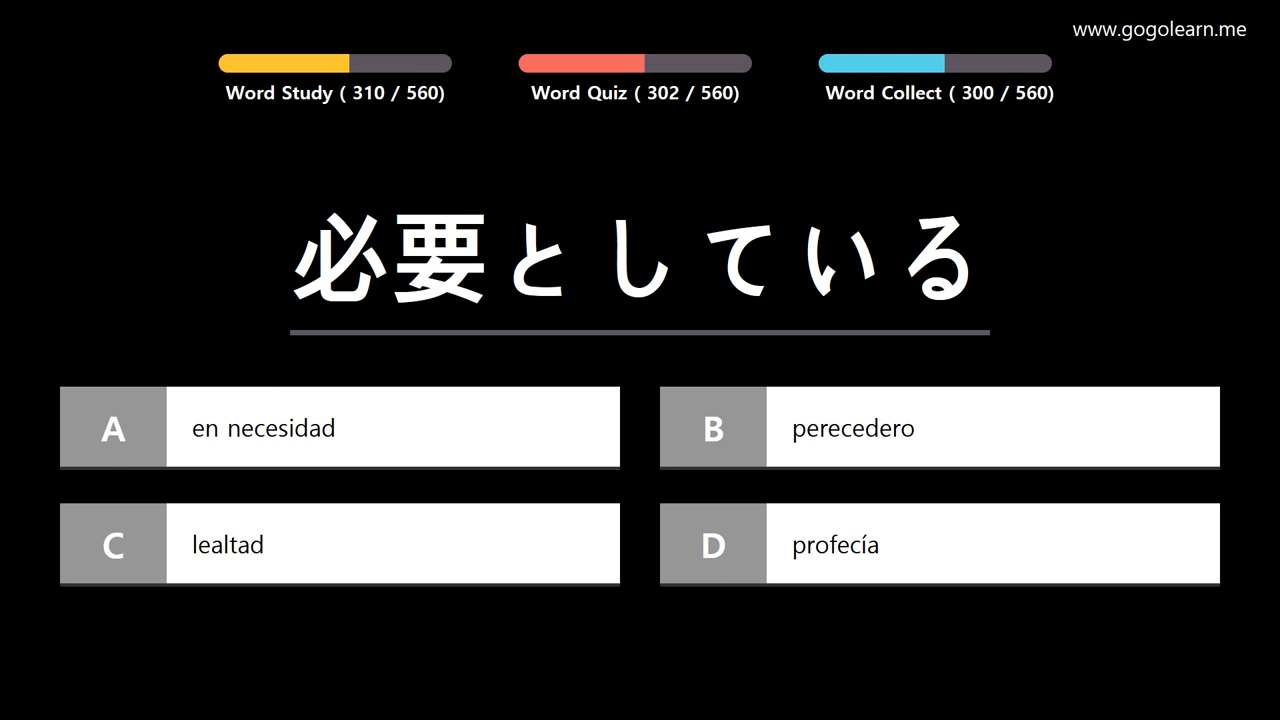 www.gogolearn.me
Word Study ( 310 / 560)
Word Quiz ( 302 / 560)
Word Collect ( 300 / 560)
必要としている
A en necesidad
B perecedero
C lealtad
D profecía